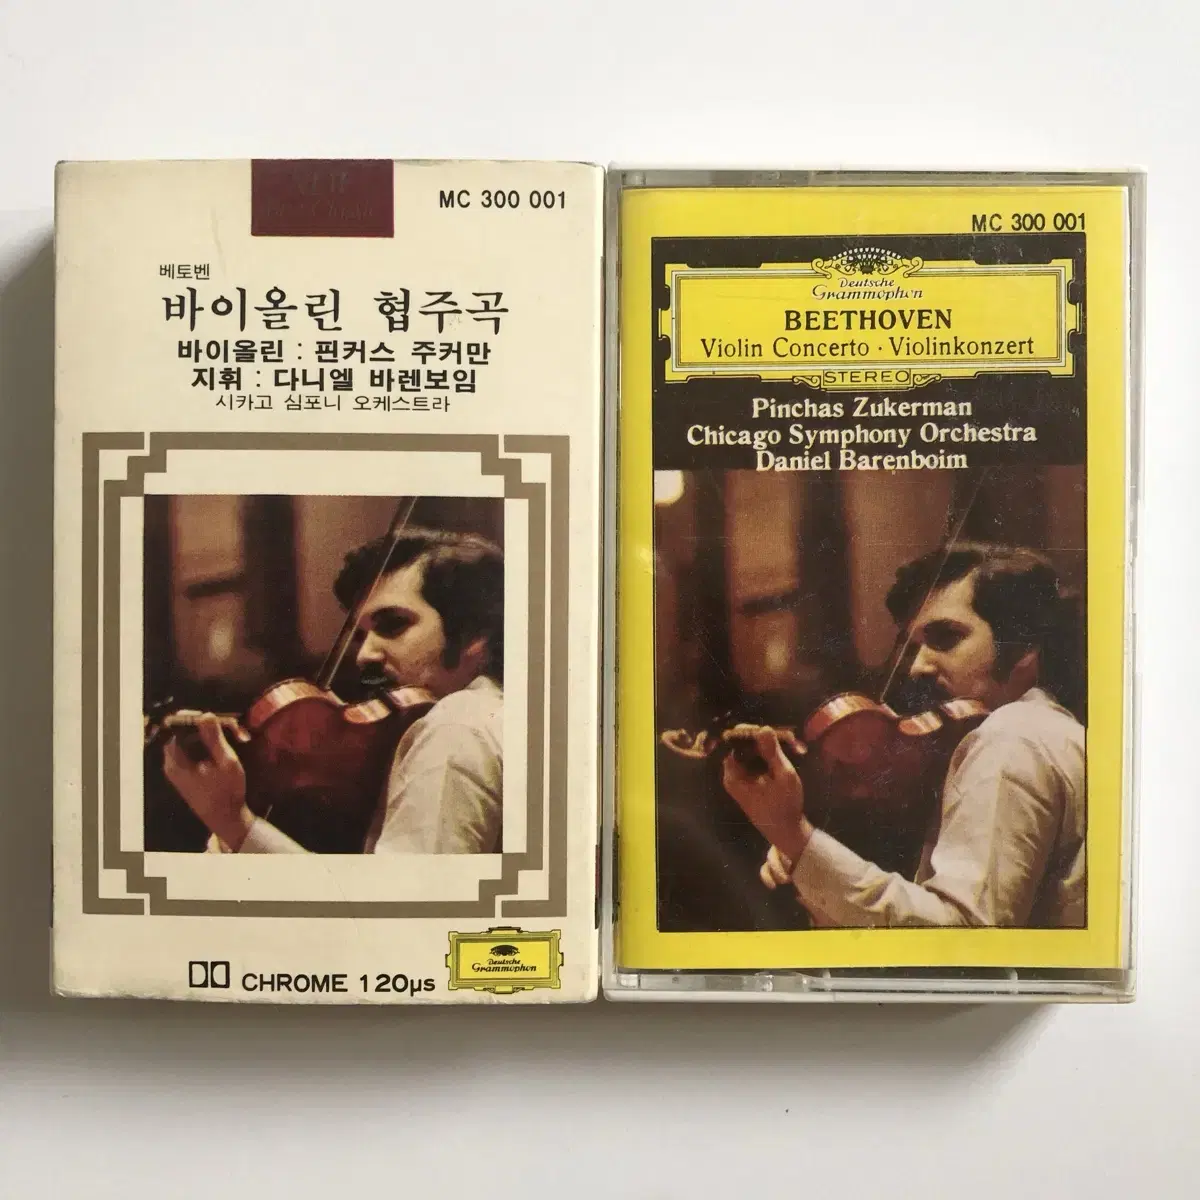 MC 300 001
베토벤
바이올린 협주곡
바이올린 : 핀커스 주커만
지휘 : 다니엘 바렌보임
시카고 심포니 오케스트라
CHROME 120µs
Deutsche
Grammophon
MC 300 001
Deutsche
Grammophon
BEETHOVEN
Violin Concerto · Violinkonzert
STEREO
Pinchas Zukerman
Chicago Symphony Orchestra
Daniel Barenboim